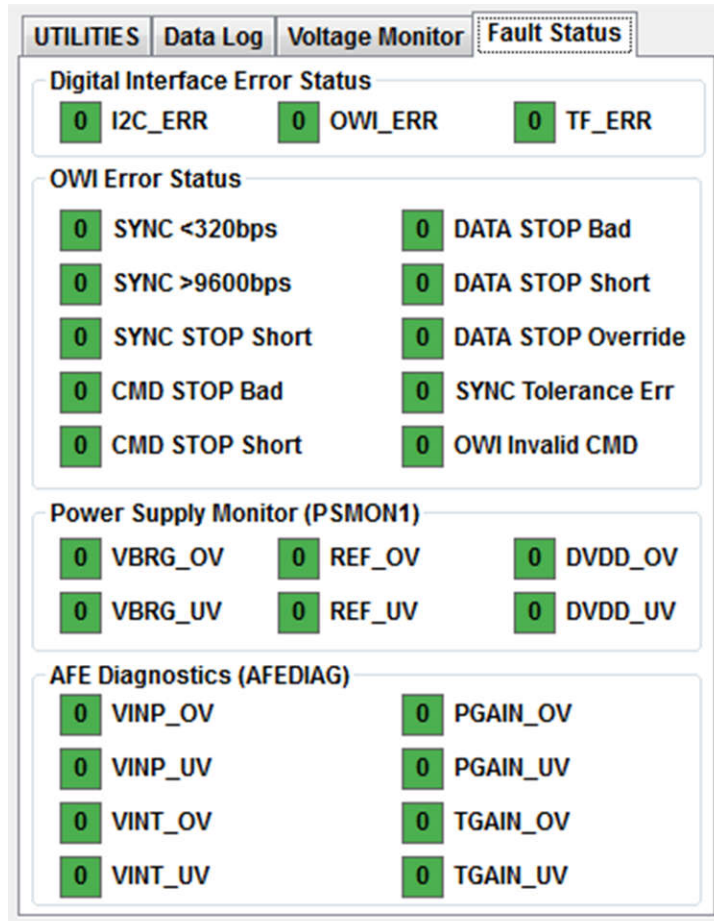 UTILITIES Data Log Voltage Monitor Fault Status
Digital Interface Error Status
0 I2C_ERR 0 OWI_ERR 0 TF_ERR
OWI Error Status
0 SYNC <320bps 0 DATA STOP Bad
0 SYNC >9600bps 0 DATA STOP Short
0 SYNC STOP Short 0 DATA STOP Override
0 CMD STOP Bad 0 SYNC Tolerance Err
0 CMD STOP Short 0 OWI Invalid CMD
Power Supply Monitor (PSMON1)
0 VBRG_OV 0 REF_OV 0 DVDD_OV
0 VBRG_UV 0 REF_UV 0 DVDD_UV
AFE Diagnostics (AFEDIAG)
0 VINP_OV 0 PGAIN_OV
0 VINP_UV 0 PGAIN_UV
0 VINT_OV 0 TGAIN_OV
0 VINT_UV 0 TGAIN_UV